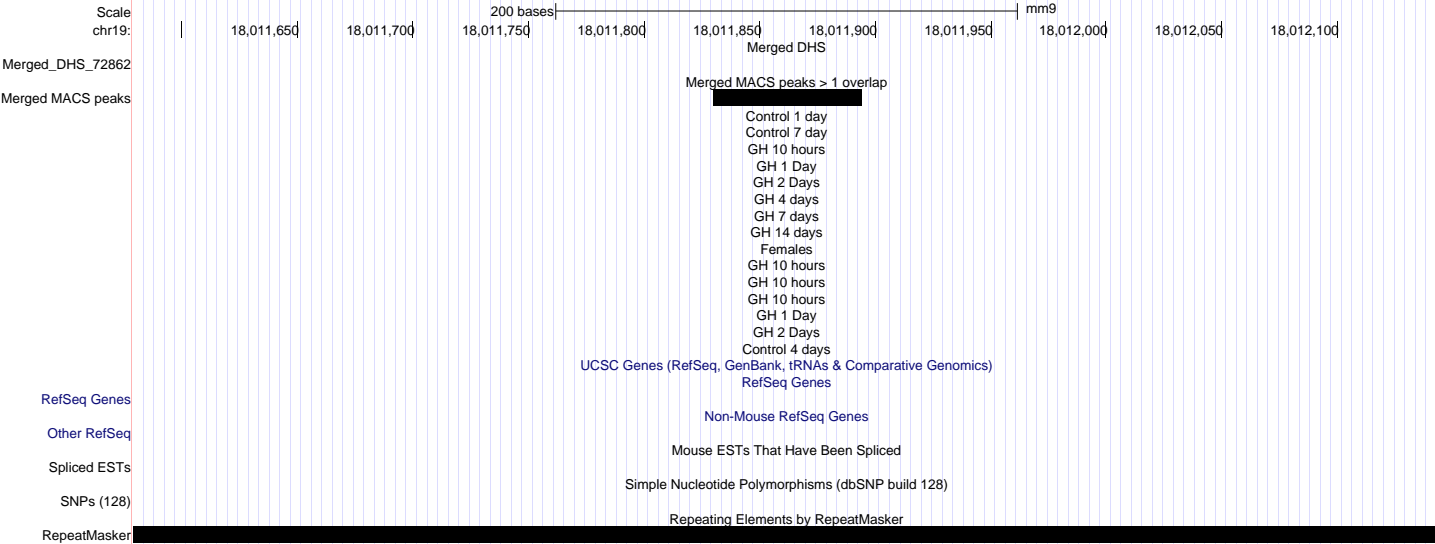 Scale 200 bases mm9
chr19: 18,011,650 18,011,700 18,011,750 18,011,800 18,011,850 18,011,900 18,011,950 18,012,000 18,012,050 18,012,100
Merged DHS
Merged_DHS_72862
Merged MACS peaks > 1 overlap
Merged MACS peaks
Control 1 day
Control 7 day
GH 10 hours
GH 1 Day
GH 2 Days
GH 4 days
GH 7 days
GH 14 days
Females
GH 10 hours
GH 10 hours
GH 10 hours
GH 1 Day
GH 2 Days
Control 4 days
UCSC Genes (RefSeq, GenBank, tRNAs & Comparative Genomics)
RefSeq Genes
RefSeq Genes
Non-Mouse RefSeq Genes
Other RefSeq
Mouse ESTs That Have Been Spliced
Spliced ESTs
Simple Nucleotide Polymorphisms (dbSNP build 128)
SNPs (128)
Repeating Elements by RepeatMasker
RepeatMasker